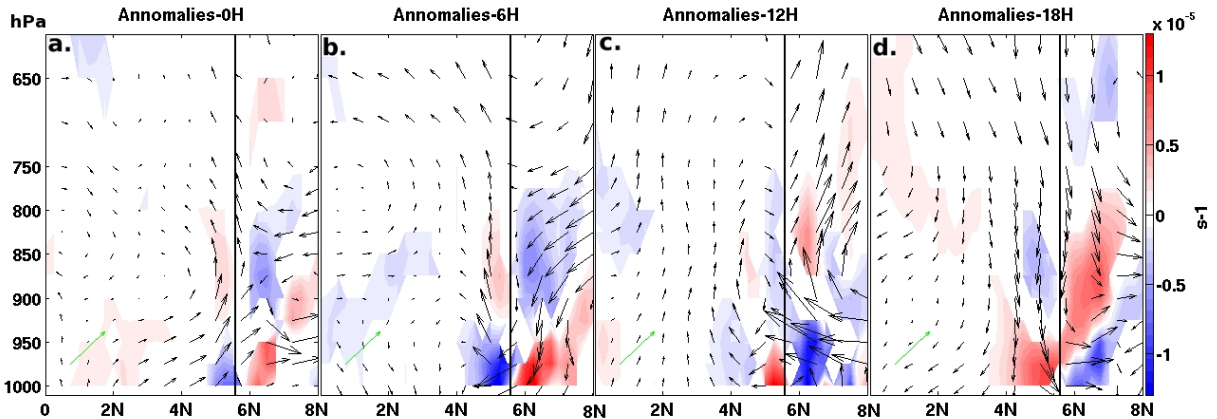 Annomalies-0H Annomalies-6H Annomalies-12H Annomalies-18H
hPa x 10^-5
a. b. c. d.
650 1
700
750 0.5
800 0
850 s-1
900 -0.5
950
1000 -1
0 2N 4N 6N 8N 2N 4N 6N 8N 2N 4N 6N 8N 2N 4N 6N 8N